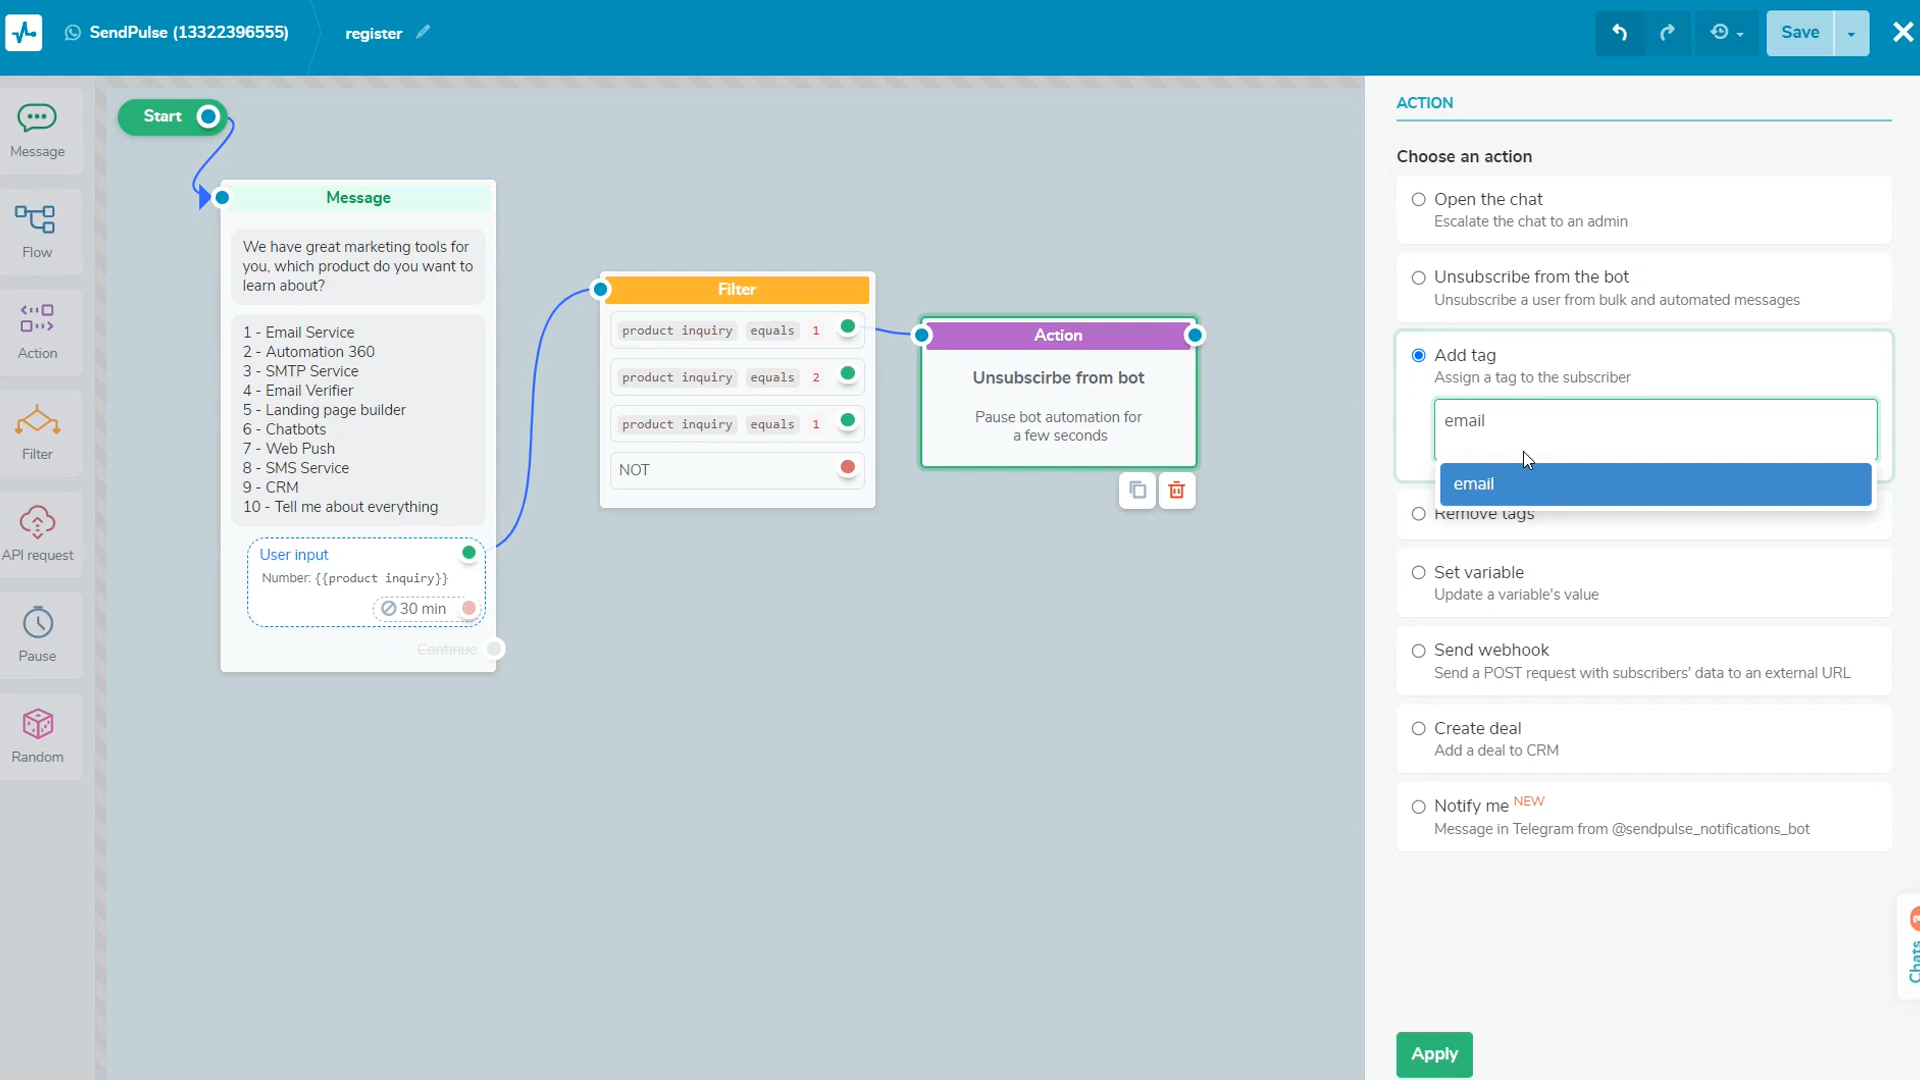 SendPulse (13322396555)
register
Save
Message
Flow
Action
Filter
API request
Pause
Random
Start
Message
We have great marketing tools for
you, which product do you want to
learn about?
1 - Email Service
2 - Automation 360
3 - SMTP Service
4 - Email Verifier
5 - Landing page builder
6 - Chatbots
7 - Web Push
8 - SMS Service
9 - CRM
10 - Tell me about everything
User input
Number: {{product inquiry}}
30 min
Continue
Filter
product inquiry equals 1
product inquiry equals 2
product inquiry equals 1
NOT
Action
Unsubscirbe from bot
Pause bot automation for
a few seconds
ACTION
Choose an action
Open the chat
Escalate the chat to an admin
Unsubscribe from the bot
Unsubscribe a user from bulk and automated messages
Add tag
Assign a tag to the subscriber
email
email
Remove tags
Set variable
Update a variable's value
Send webhook
Send a POST request with subscribers' data to an external URL
Create deal
Add a deal to CRM
Notify me NEW
Message in Telegram from @sendpulse_notifications_bot
Chats
Apply